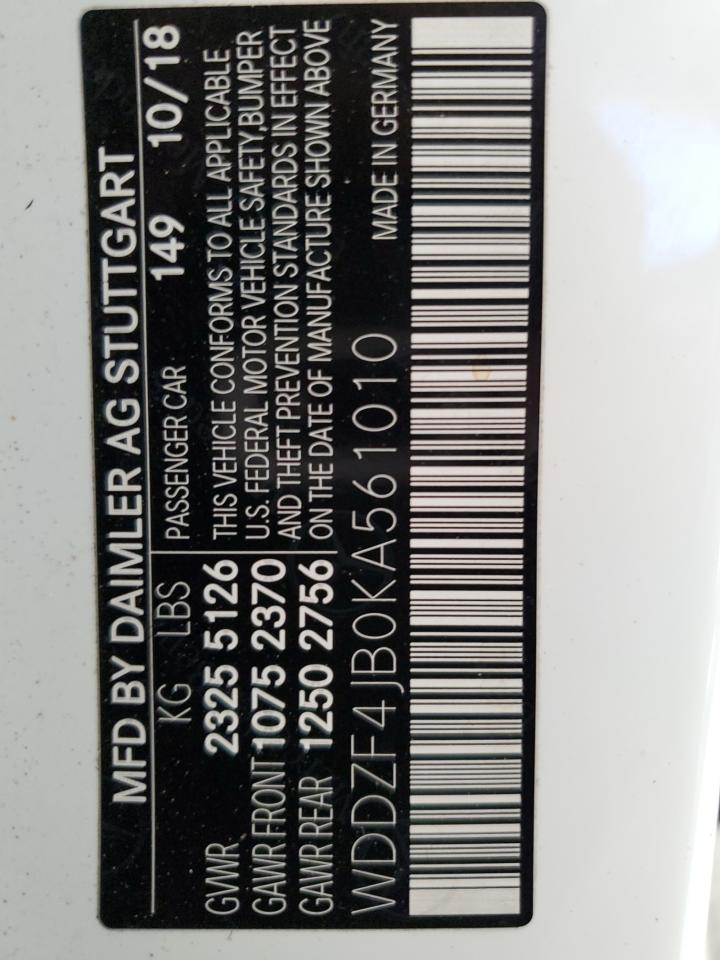 MFD BY DAIMLER AG STUTTGART
KG LBS PASSENGER CAR 149 10/18
GVWR 2325 5126 THIS VEHICLE CONFORMS TO ALL APPLICABLE
GAWR FRONT 1075 2370 U.S. FEDERAL MOTOR VEHICLE SAFETY,BUMPER
GAWR REAR 1250 2756 AND THEFT PREVENTION STANDARDS IN EFFECT
ON THE DATE OF MANUFACTURE SHOWN ABOVE
WDDZF4JB0KA561010 MADE IN GERMANY